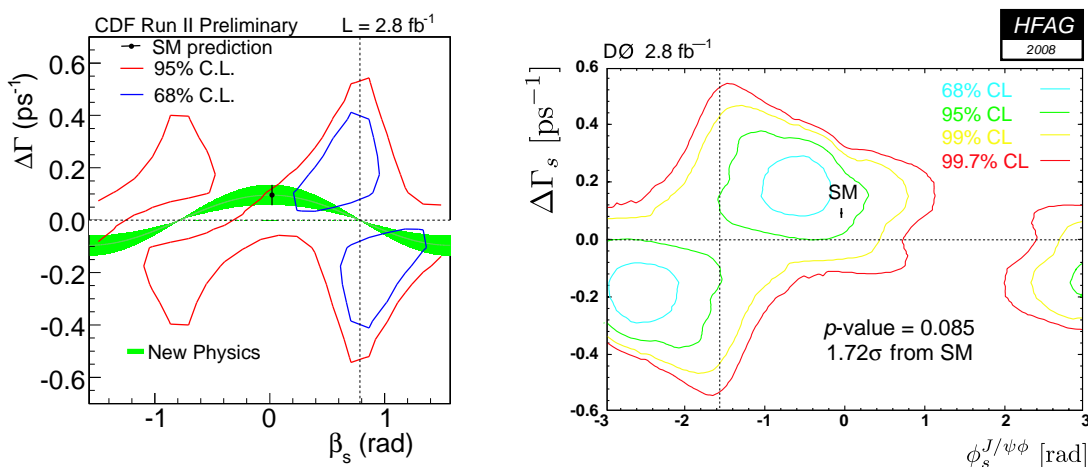 CDF Run II Preliminary L = 2.8 fb⁻¹
SM prediction
95% C.L.
68% C.L.
ΔΓ (ps⁻¹)
0.6
0.4
0.2
0.0
-0.2
-0.4
-0.6
New Physics
-1 0 1
βs (rad)
HFAG
2008
DØ 2.8 fb⁻¹
68% CL
95% CL
99% CL
99.7% CL
ΔΓs [ps⁻¹]
0.6
0.4
0.2
0.0
-0.2
-0.4
-0.6
SM
p-value = 0.085
1.72σ from SM
-3 -2 -1 0 1 2 3
ϕs^J/ψϕ [rad]